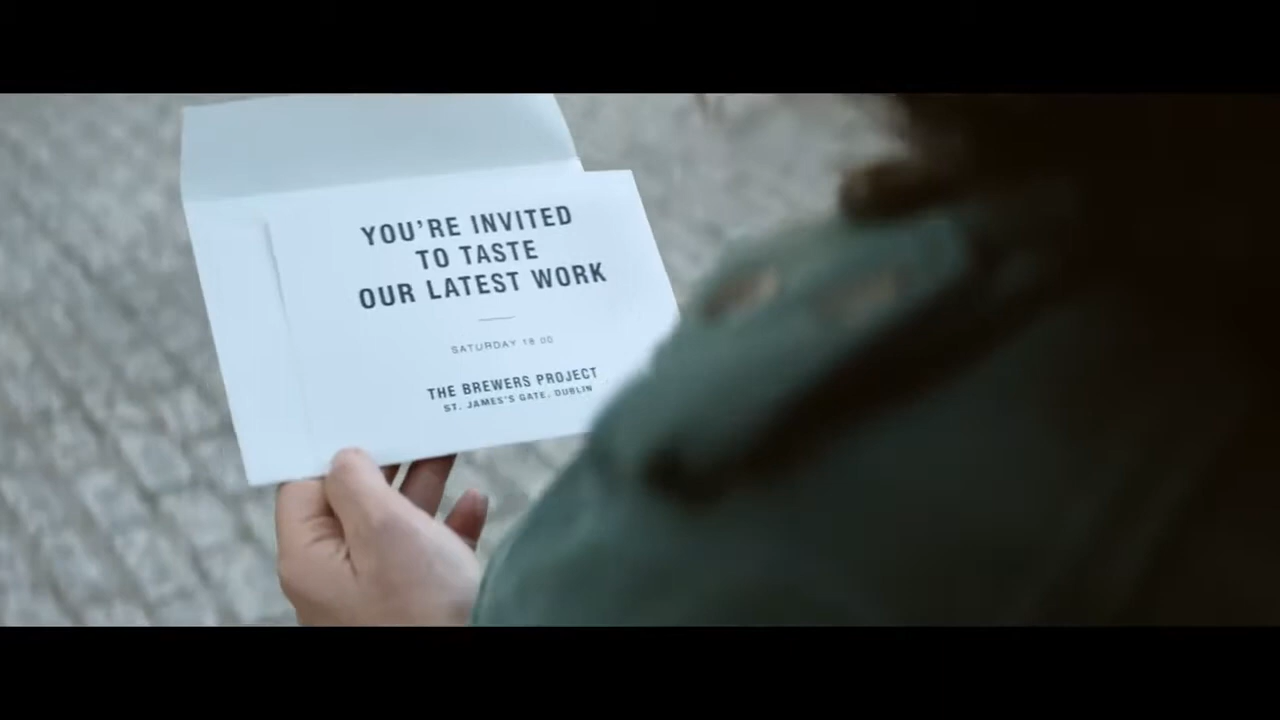 YOU'RE INVITED
TO TASTE
OUR LATEST WORK
SATURDAY 18 00
THE BREWERS PROJECT
ST. JAMES'S GATE, DUBLIN